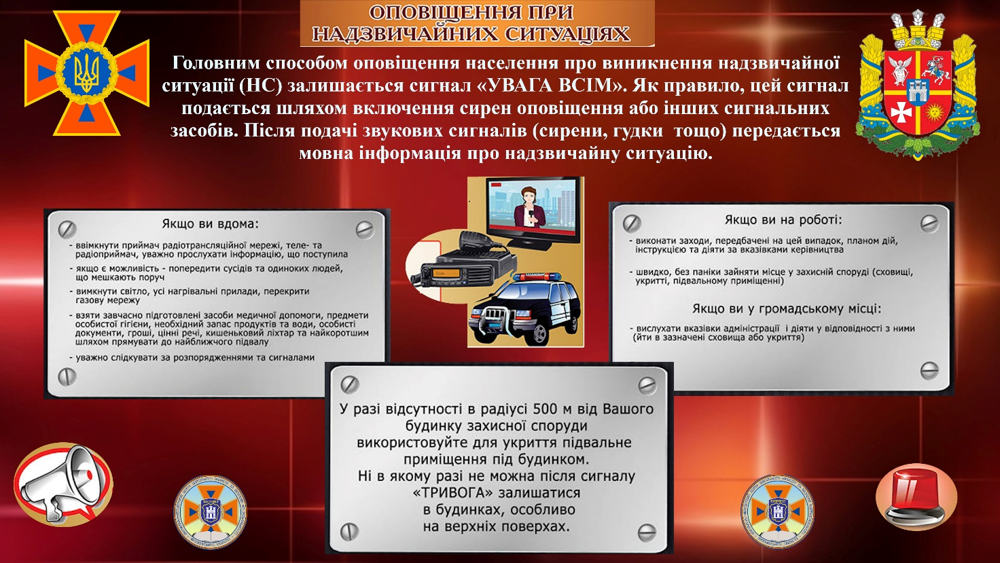 ОПОВІЩЕННЯ ПРИ
НАДЗВИЧАЙНИХ СИТУАЦІЯХ
Головним способом оповіщення населення про виникнення надзвичайної
ситуації (НС) залишається сигнал «УВАГА ВСІМ». Як правило, цей сигнал
подається шляхом включення сирен оповіщення або інших сигнальних
засобів. Після подачі звукових сигналів (сирени, гудки тощо) передається
мовна інформація про надзвичайну ситуацію.
Якщо ви вдома:
- ввімкнути приймач радіотрансляційної мережі, теле- та
радіоприймач, уважно прослухати інформацію, що поступила
- якщо є можливість - попередити сусідів та одиноких людей,
що мешкають поруч
- вимкнути світло, усі нагрівальні прилади, перекрити
газову мережу
- взяти завчасно підготовлені засоби медичної допомоги, предмети
особистої гігієни, необхідний запас продуктів та води, особисті
документи, гроші, цінні речі, кишеньковий ліхтар та найкоротшим
шляхом прямувати до найближчого підвалу
- уважно слідкувати за розпорядженнями та сигналами
Якщо ви на роботі:
- виконати заходи, передбачені на цей випадок, планом дій,
інструкцією та діяти за вказівками керівництва
- швидко, без паніки зайняти місце у захисній споруді (сховищі,
укритті, підвальному приміщенні)
Якщо ви у громадському місці:
- вислухати вказівки адміністрації і діяти у відповідності з ними
(йти в зазначені сховища або укриття)
У разі відсутності в радіусі 500 м від Вашого
будинку захисної споруди
використовуйте для укриття підвальне
приміщення під будинком.
Ні в якому разі не можна після сигналу
«ТРИВОГА» залишатися
в будинках, особливо
на верхніх поверхах.